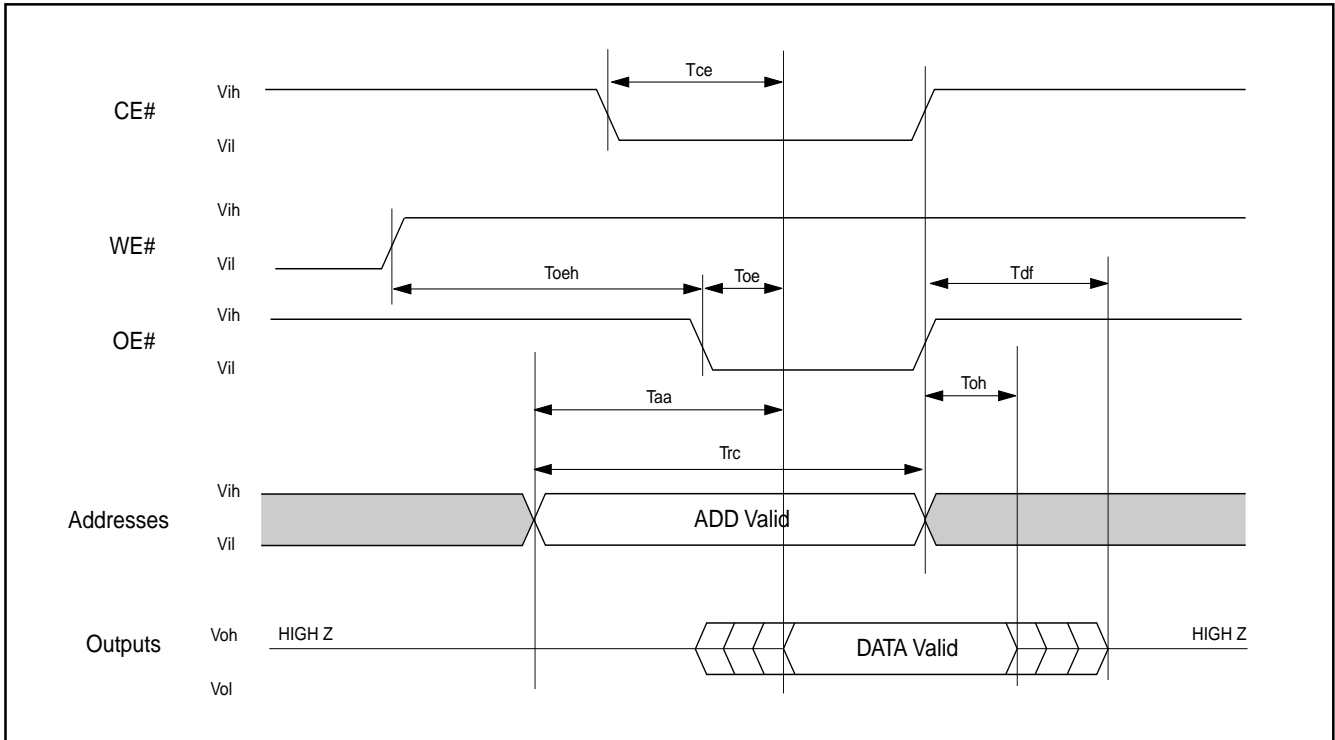 Tce
CE#
Vih
Vil
WE#
Vih
Vil
Toeh
Toe
Tdf
OE#
Vih
Vil
Toh
Taa
Trc
Addresses
Vih
Vil
ADD Valid
Outputs
Voh
Vol
HIGH Z
DATA Valid
HIGH Z